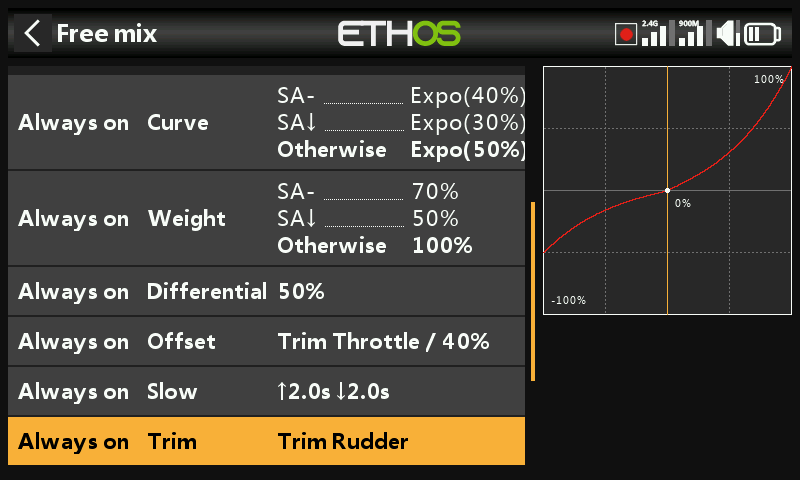 Free mix
ETHOS
2.4G
900M
Always on Curve
SA- Expo(40%)
SA↓ Expo(30%)
Otherwise Expo(50%)
Always on Weight
SA- 70%
SA↓ 50%
Otherwise 100%
Always on Differential 50%
Always on Offset Trim Throttle / 40%
Always on Slow ↑2.0s ↓2.0s
Always on Trim Trim Rudder
100%
0%
-100%